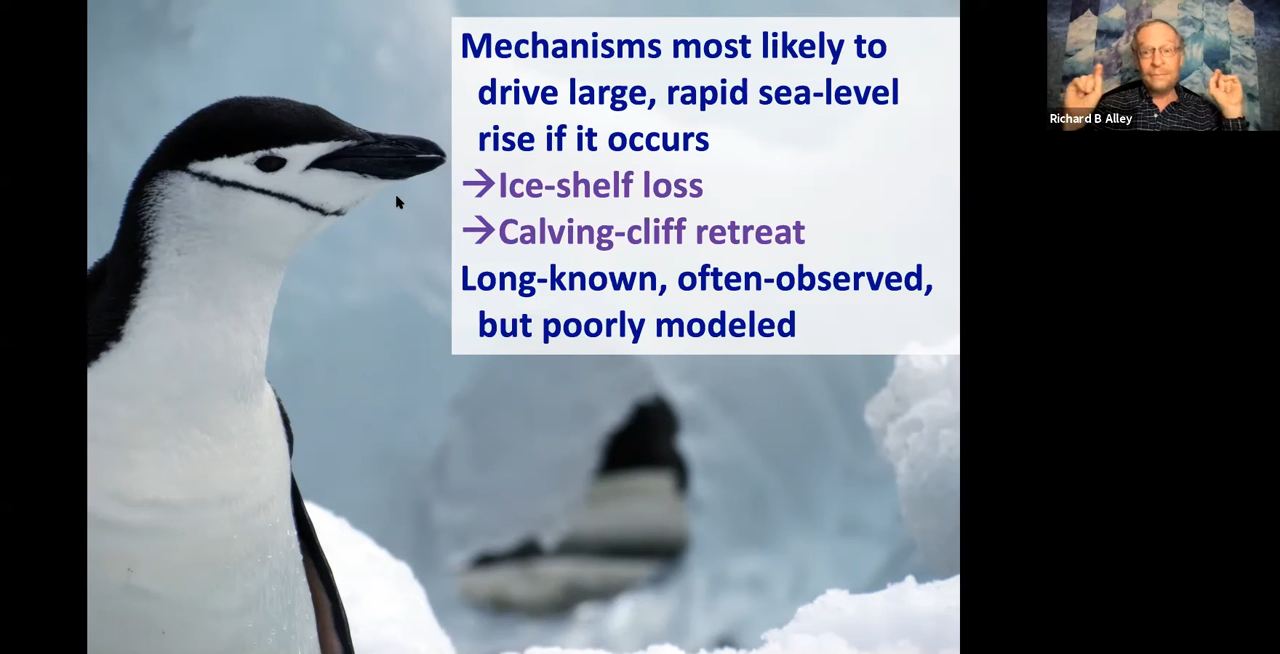 Mechanisms most likely to
drive large, rapid sea-level
rise if it occurs
→Ice-shelf loss
→Calving-cliff retreat
Long-known, often-observed,
but poorly modeled
Richard B Alley